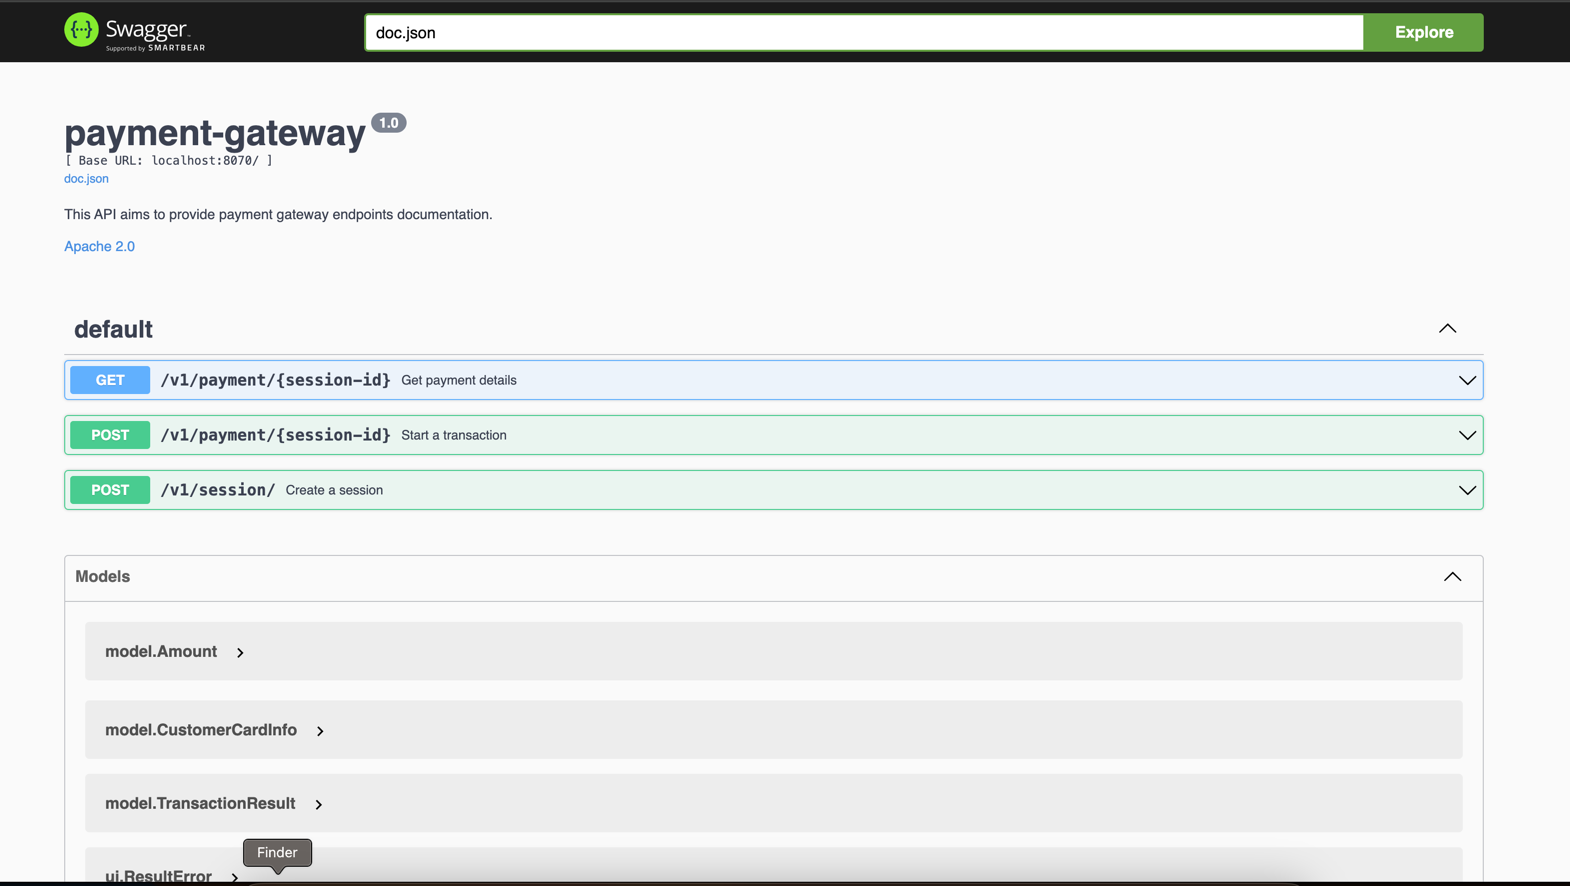 {···} Swagger
Supported by SMARTBEAR
doc.json
Explore
payment-gateway 1.0
[ Base URL: localhost:8070/ ]
doc.json
This API aims to provide payment gateway endpoints documentation.
Apache 2.0
default
GET /v1/payment/{session-id} Get payment details
POST /v1/payment/{session-id} Start a transaction
POST /v1/session/ Create a session
Models
model.Amount
model.CustomerCardInfo
model.TransactionResult
Finder
ui.ResultError